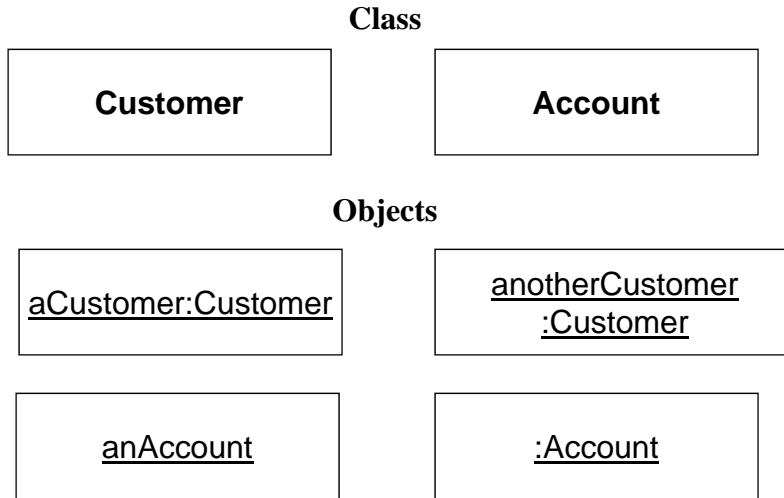 Class
Customer
Account
Objects
aCustomer:Customer
anotherCustomer
:Customer
anAccount
:Account